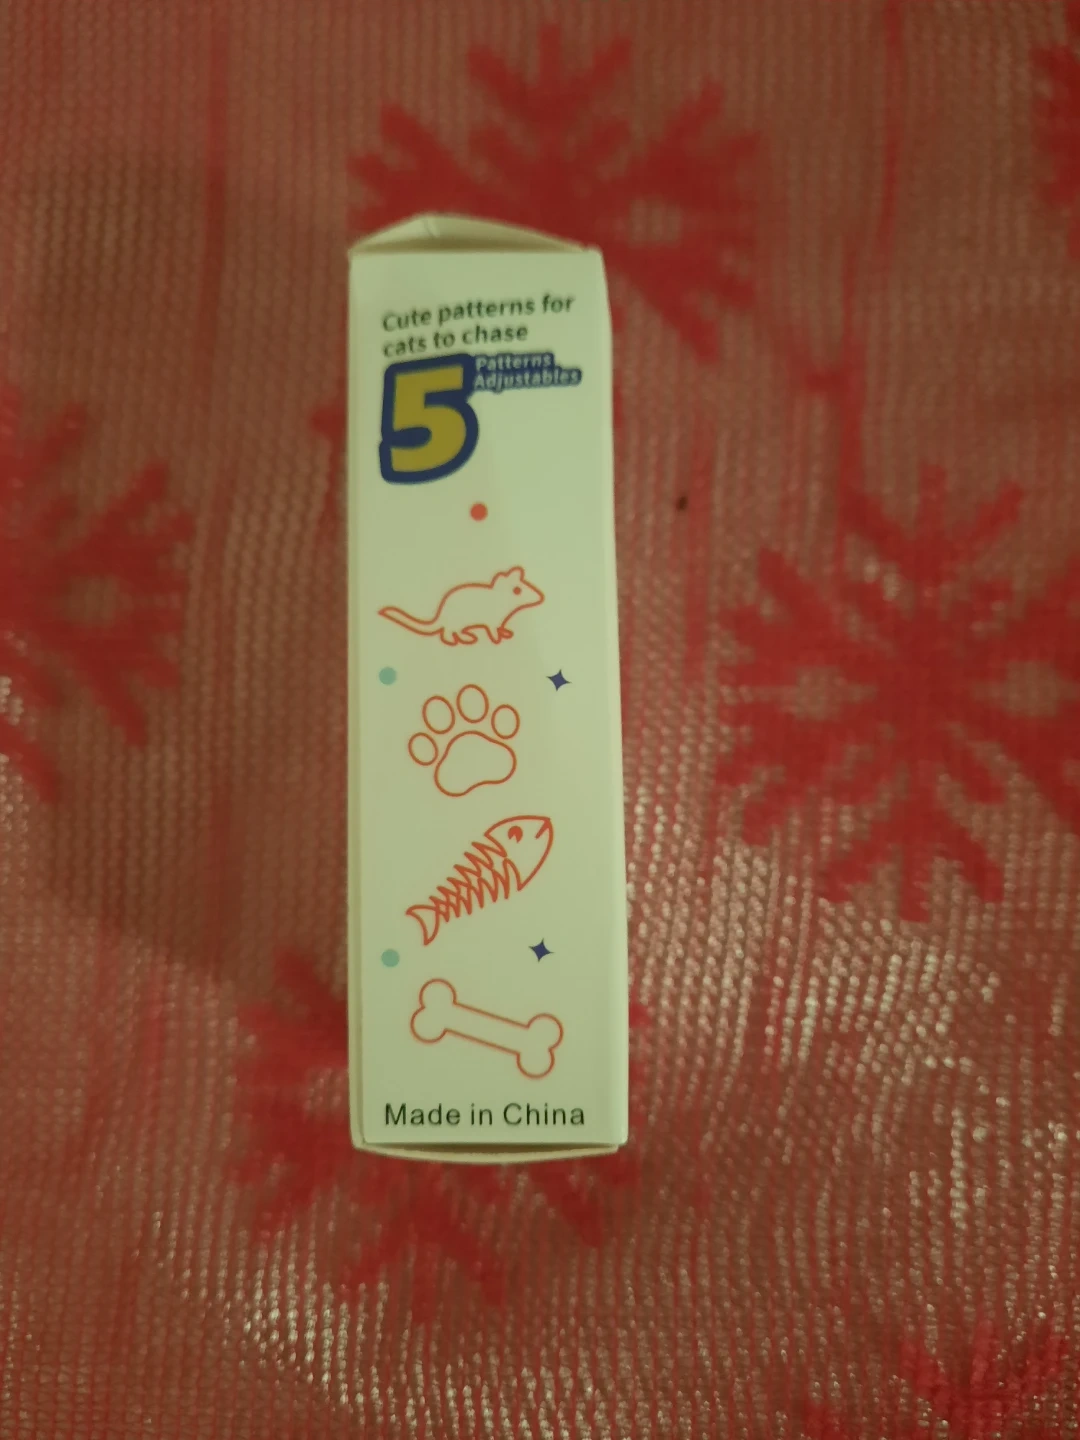 Cute patterns for
cats to chase
5 Patterns
Adjustables
Made in China